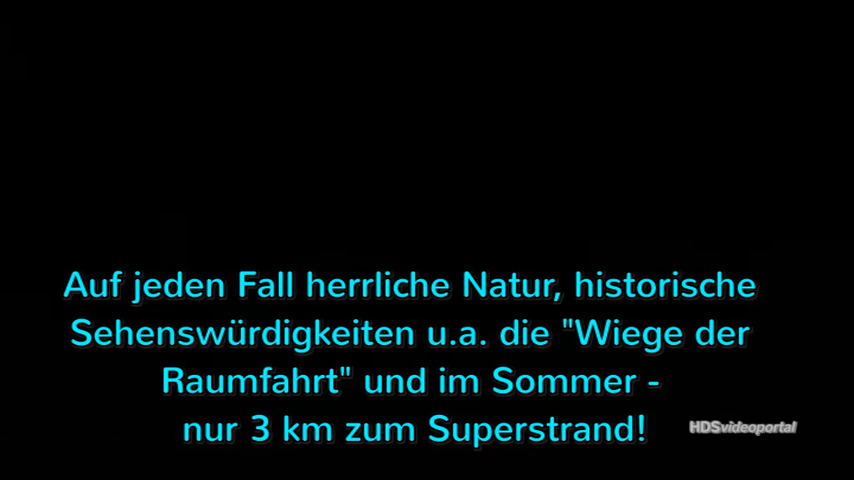 Auf jeden Fall herrliche Natur, historische
Sehenswürdigkeiten u.a. die "Wiege der
Raumfahrt" und im Sommer -
nur 3 km zum Superstrand!
HDSvideoportal